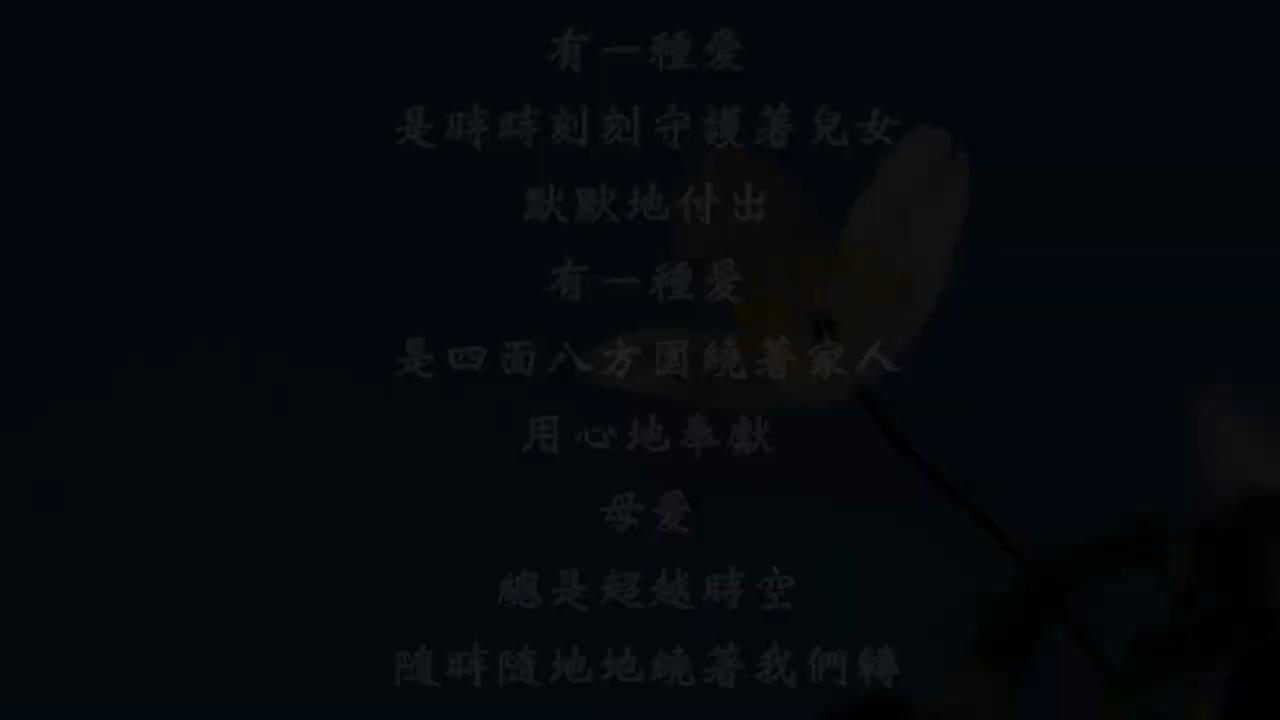 有一種愛
是時時刻刻守護著兒女
默默地付出
有一種愛
是四面八方圍繞著家人
用心地奉獻
母愛
總是超越時空
隨時隨地地繞著我們轉